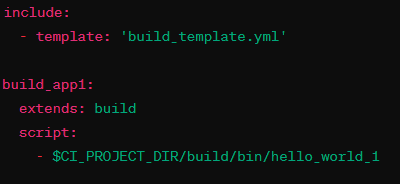 include:
  - template: 'build_template.yml'
build_app1:
  extends: build
  script:
    - $CI_PROJECT_DIR/build/bin/hello_world_1